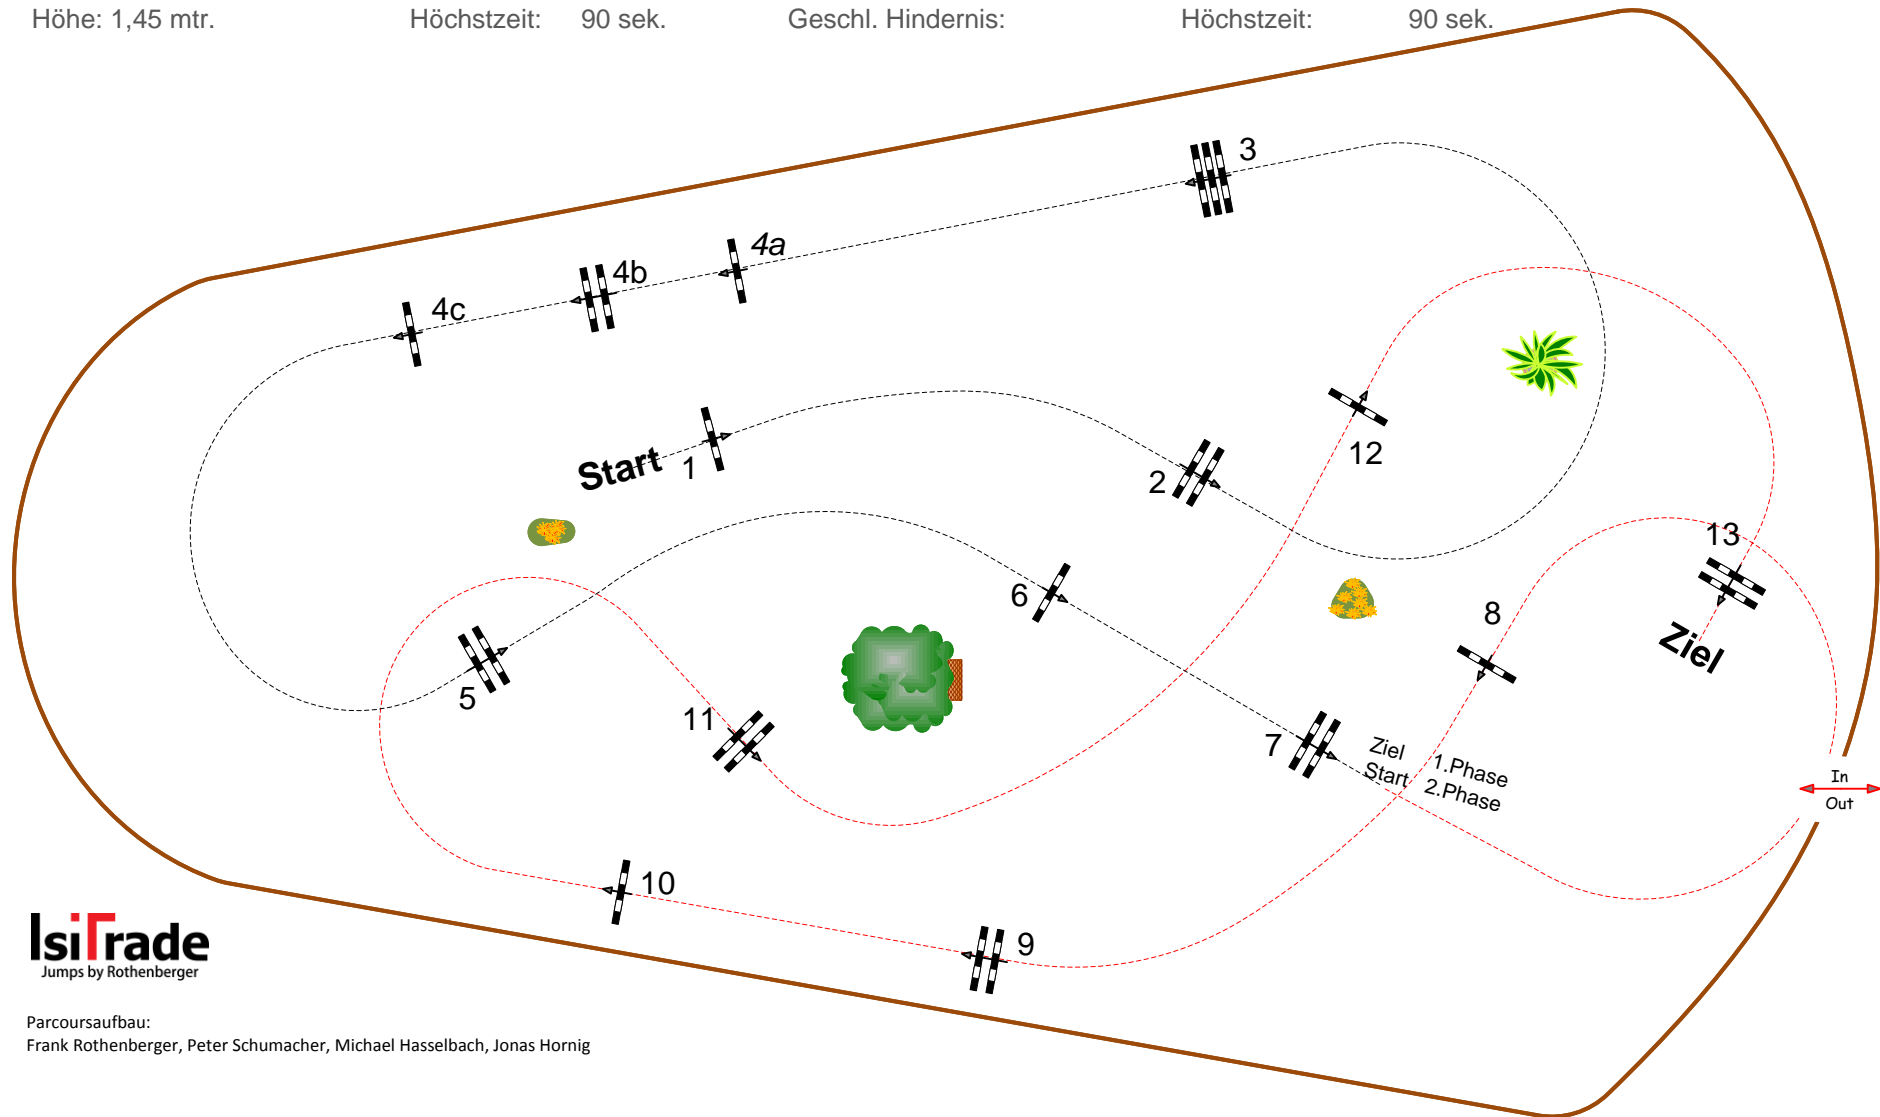 Höhe: 1,45 mtr. Höchstzeit: 90 sek. Geschl. Hindernis: Höchstzeit: 90 sek.
3
4a
4b
4c
Start 1
2
12
13
6
8
Ziel
5
11
7
Ziel 1.Phase
Start 2.Phase
In
Out
10
9
IsiTrade
Jumps by Rothenberger
Parcoursaufbau:
Frank Rothenberger, Peter Schumacher, Michael Hasselbach, Jonas Hornig